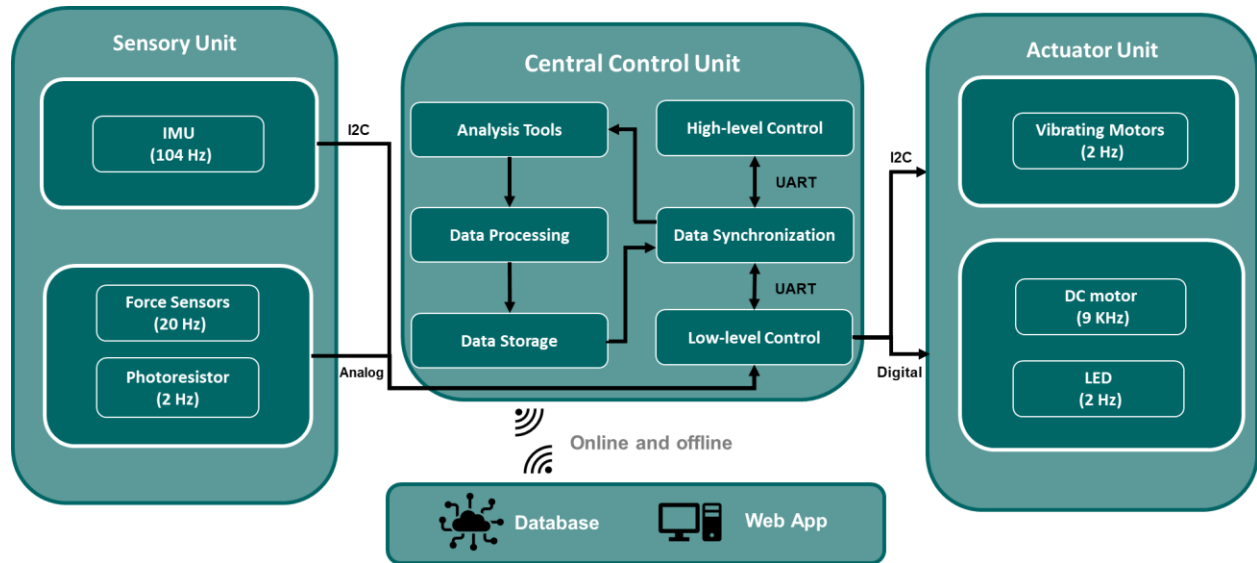 Sensory Unit
IMU
(104 Hz)
Force Sensors
(20 Hz)
Photoresistor
(2 Hz)
I2C
Analog
Central Control Unit
Analysis Tools
High-level Control
UART
Data Processing
Data Synchronization
UART
Data Storage
Low-level Control
I2C
Digital
Actuator Unit
Vibrating Motors
(2 Hz)
DC motor
(9 KHz)
LED
(2 Hz)
Online and offline
Database
Web App